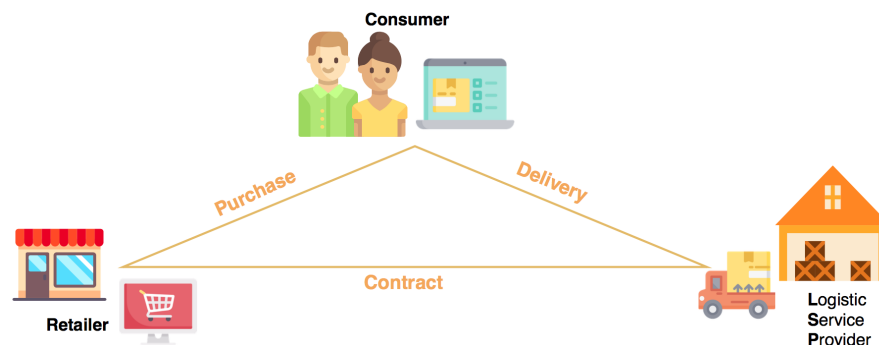 Consumer
Purchase
Delivery
Contract
Retailer
Logistic
Service
Provider